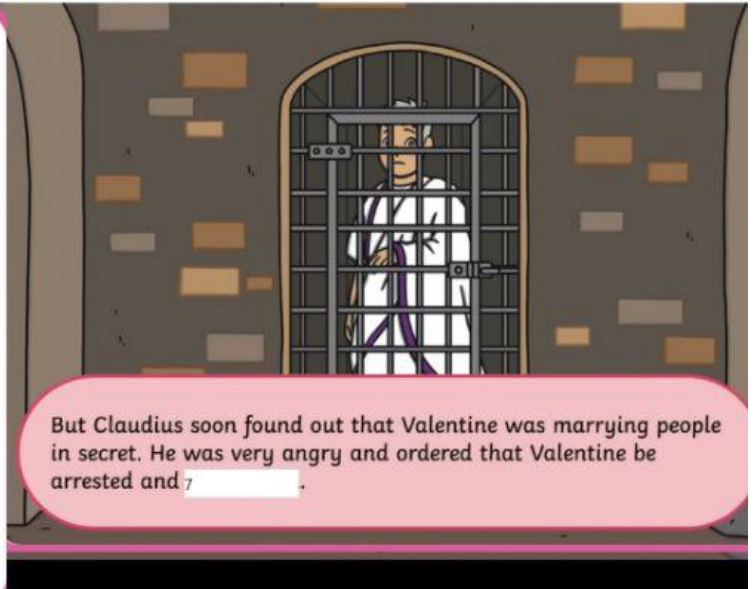 But Claudius soon found out that Valentine was marrying people
in secret. He was very angry and ordered that Valentine be
arrested and 7 .